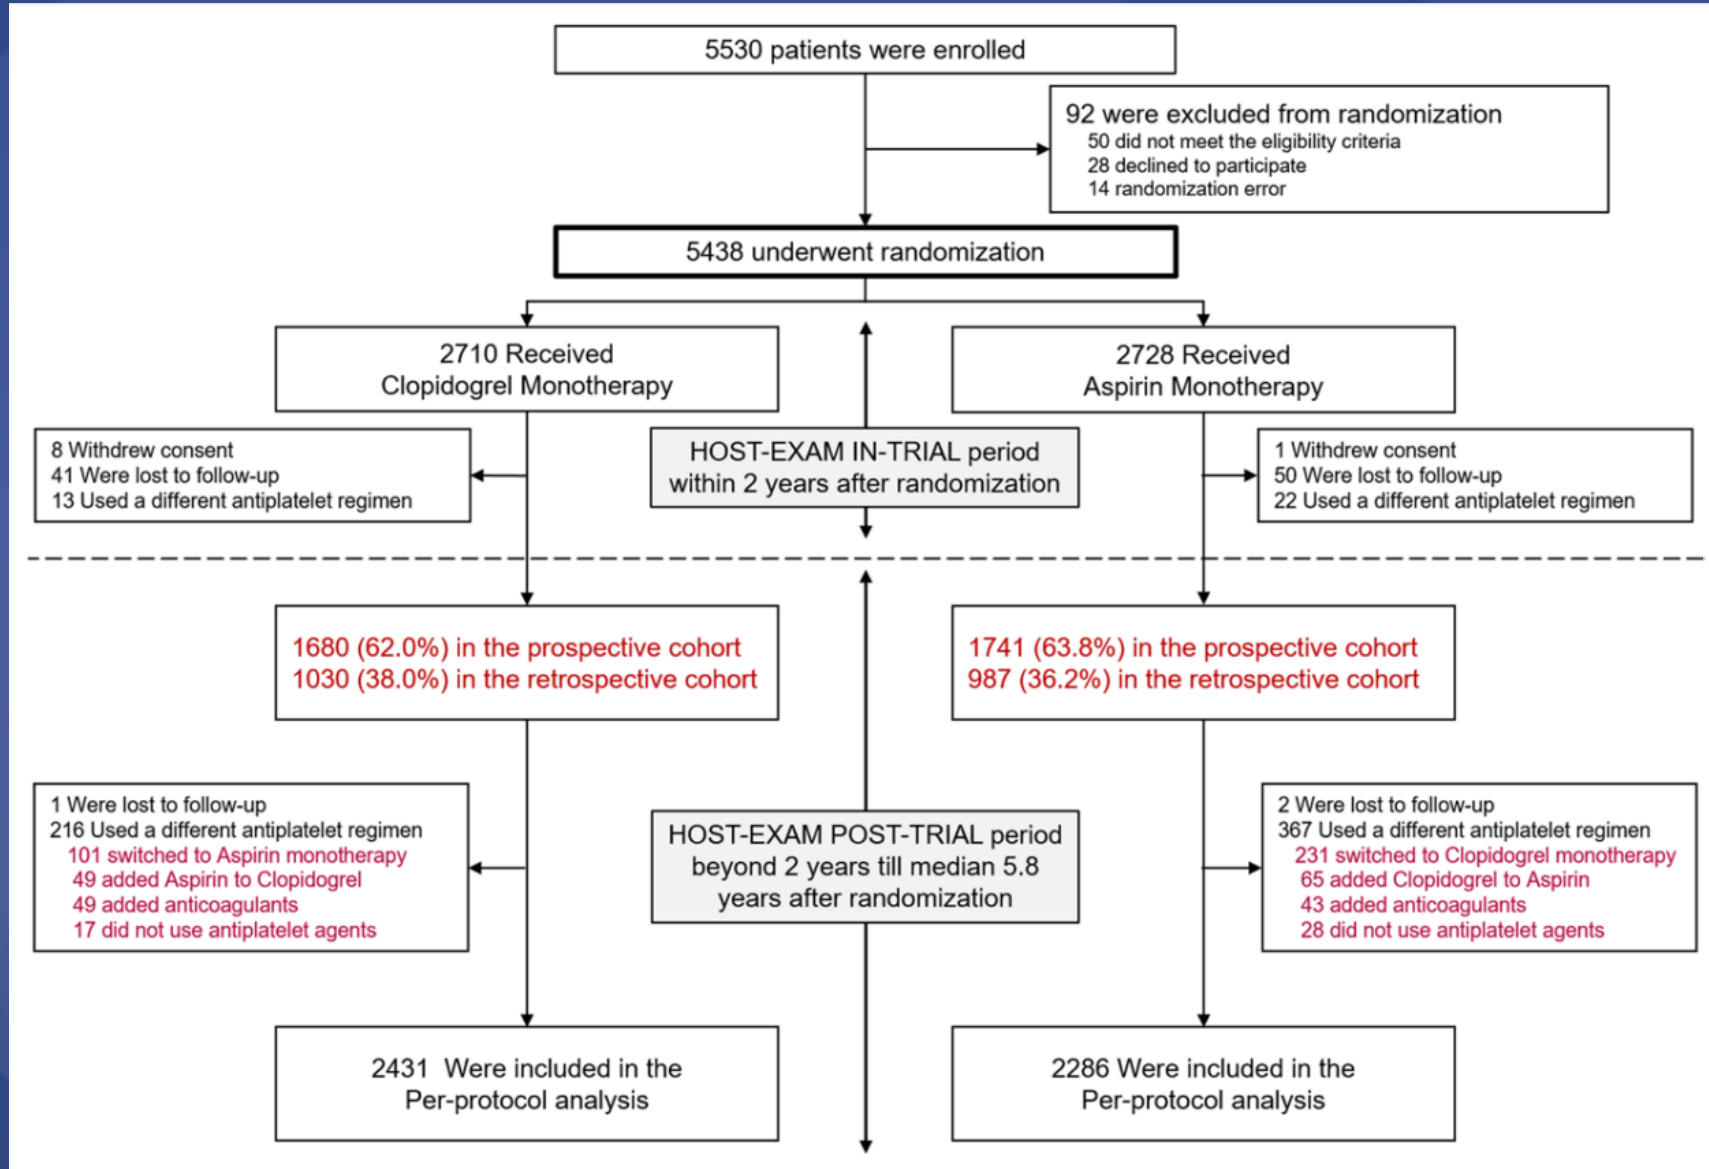 5530 patients were enrolled
92 were excluded from randomization
50 did not meet the eligibility criteria
28 declined to participate
14 randomization error
5438 underwent randomization
2710 Received
Clopidogrel Monotherapy
2728 Received
Aspirin Monotherapy
8 Withdrew consent
41 Were lost to follow-up
13 Used a different antiplatelet regimen
HOST-EXAM IN-TRIAL period
within 2 years after randomization
1 Withdrew consent
50 Were lost to follow-up
22 Used a different antiplatelet regimen
1680 (62.0%) in the prospective cohort
1030 (38.0%) in the retrospective cohort
1741 (63.8%) in the prospective cohort
987 (36.2%) in the retrospective cohort
1 Were lost to follow-up
216 Used a different antiplatelet regimen
101 switched to Aspirin monotherapy
49 added Aspirin to Clopidogrel
49 added anticoagulants
17 did not use antiplatelet agents
HOST-EXAM POST-TRIAL period
beyond 2 years till median 5.8
years after randomization
2 Were lost to follow-up
367 Used a different antiplatelet regimen
231 switched to Clopidogrel monotherapy
65 added Clopidogrel to Aspirin
43 added anticoagulants
28 did not use antiplatelet agents
2431 Were included in the
Per-protocol analysis
2286 Were included in the
Per-protocol analysis